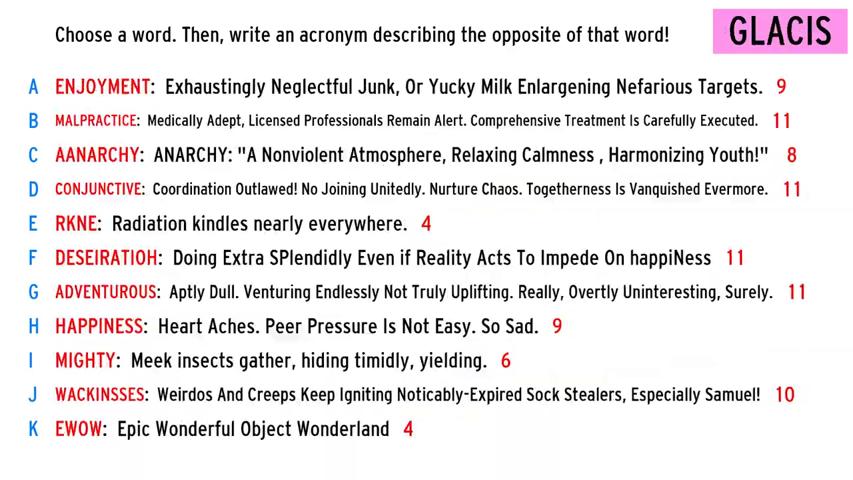 Choose a word. Then, write an acronym describing the opposite of that word!
GLACIS
A ENJOYMENT: Exhaustingly Neglectful Junk, Or Yucky Milk Enlargening Nefarious Targets. 9
B MALPRACTICE: Medically Adept, Licensed Professionals Remain Alert. Comprehensive Treatment Is Carefully Executed. 11
C AANARCHY: ANARCHY: "A Nonviolent Atmosphere, Relaxing Calmness , Harmonizing Youth!" 8
D CONJUNCTIVE: Coordination Outlawed! No Joining Unitedly. Nurture Chaos. Togetherness Is Vanquished Evermore. 11
E RKNE: Radiation kindles nearly everywhere. 4
F DESEIRATIOH: Doing Extra SPlendidly Even if Reality Acts To Impede On happiNess 11
G ADVENTUROUS: Aptly Dull. Venturing Endlessly Not Truly Uplifting. Really, Overtly Uninteresting, Surely. 11
H HAPPINESS: Heart Aches. Peer Pressure Is Not Easy. So Sad. 9
I MIGHTY: Meek insects gather, hiding timidly, yielding. 6
J WACKINSSES: Weirdos And Creeps Keep Igniting Noticably-Expired Sock Stealers, Especially Samuel! 10
K EWOW: Epic Wonderful Object Wonderland 4